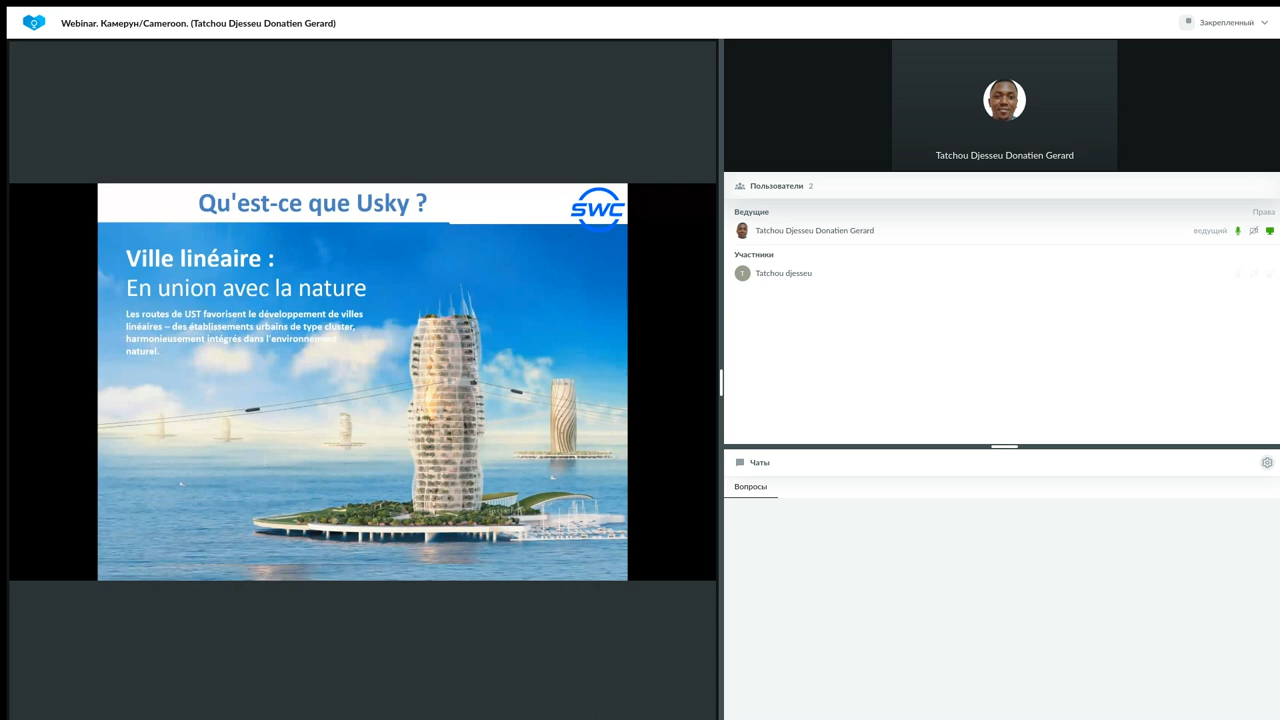 Webinar. Камерун/Cameroon. (Tatchou Djesseu Donatien Gerard)
Закрепленный
Qu'est-ce que Usky ?
SWC
Ville linéaire :
En union avec la nature
Les routes de UST favorisent le développement de villes
linéaires – des établissements urbains de type cluster,
harmonieusement intégrés dans l'environnement
naturel.
Tatchou Djesseu Donatien Gerard
Пользователи 2
Ведущие Права
Tatchou Djesseu Donatien Gerard ведущий
Участники
T Tatchou djesseu
Чаты
Вопросы